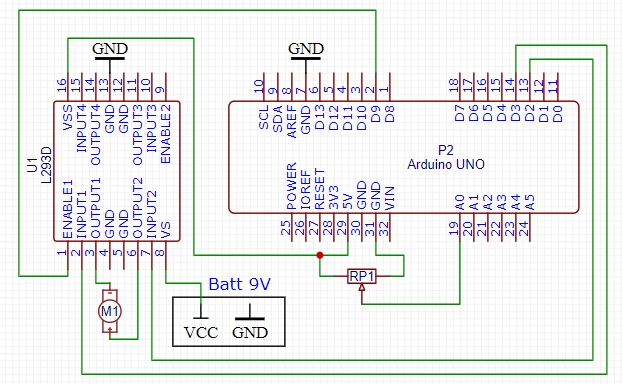 GND
GND
16 15 14 13 12 11 10 9
10 9 8 7 6 5 4 3 2 1
18 17 16 15 14 13 12 11
VSS INPUT4 OUTPUT4 GND GND OUTPUT3 INPUT3 ENABLE2
SCL SDA AREF GND D13 D12 D11 D10 D9 D8
D7 D6 D5 D4 D3 D2 D1 D0
U1
L293D
P2
Arduino UNO
ENABLE1 INPUT1 OUTPUT1 GND GND OUTPUT2 INPUT2 VS
POWER IOREF RESET 3V3 5V GND GND VIN
A0 A1 A2 A3 A4 A5
1 2 3 4 5 6 7 8
25 26 27 28 29 30 31 32
19 20 21 22 23 24
RP1
Batt 9V
M1
VCC GND